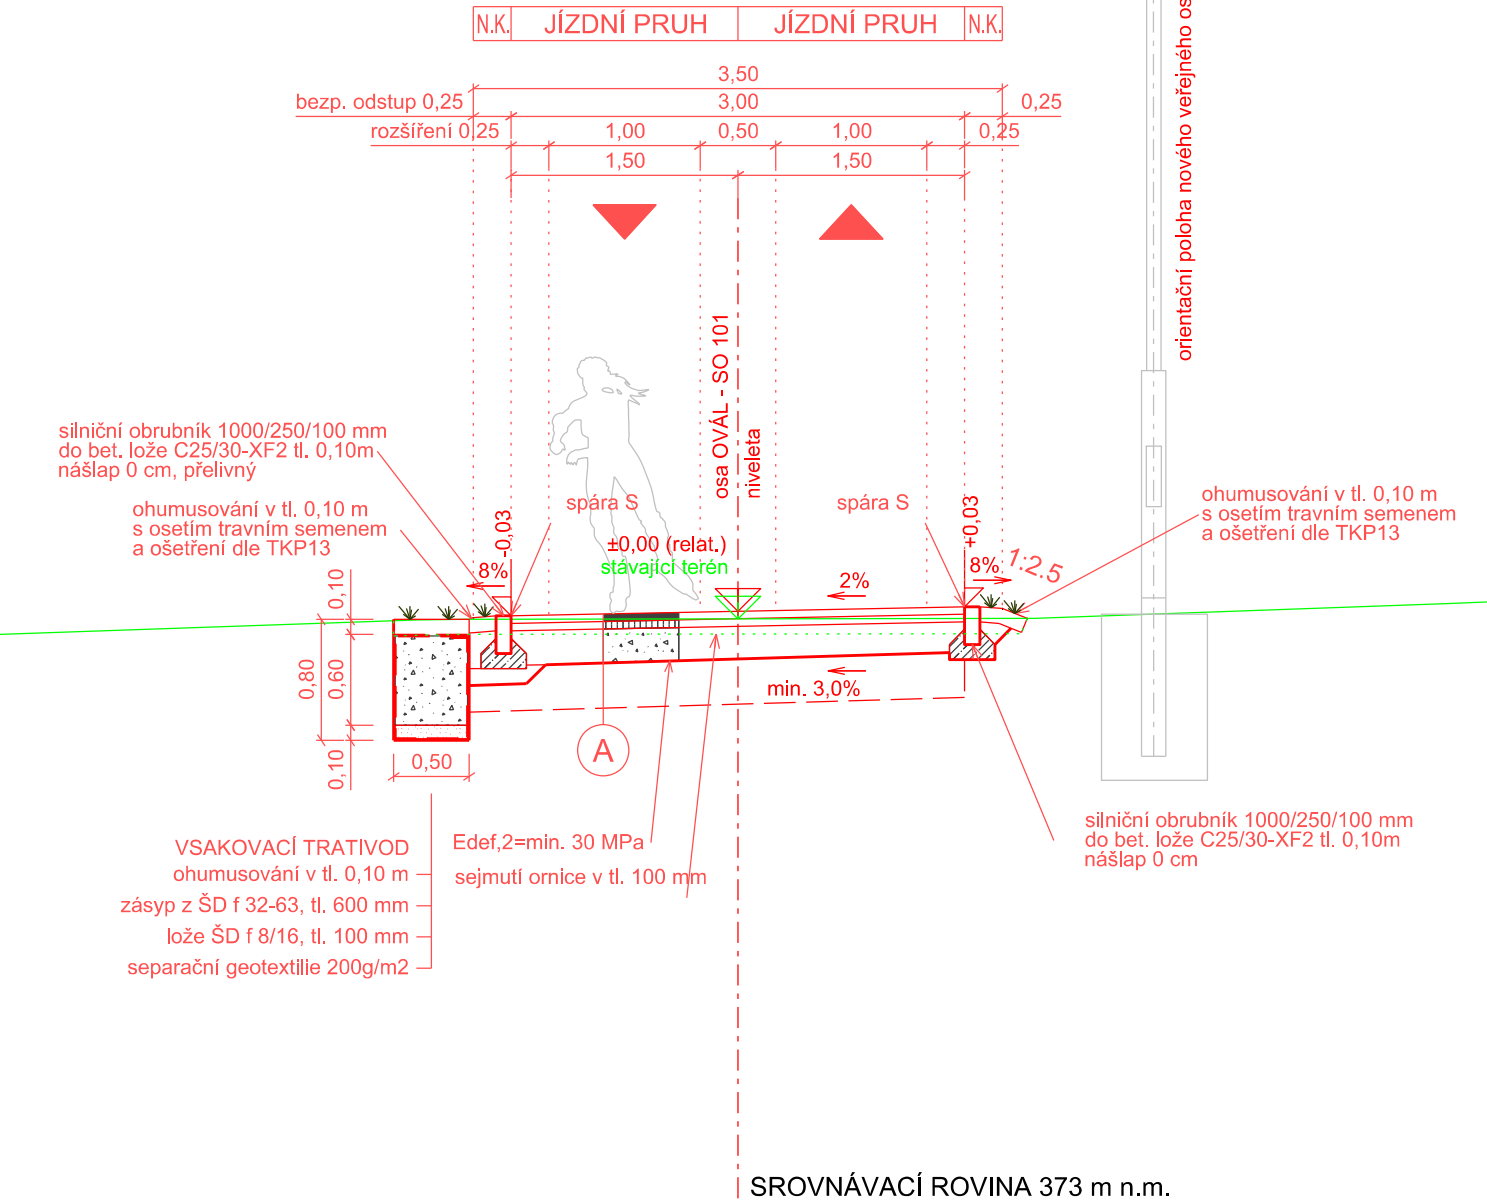 N.K. JÍZDNÍ PRUH JÍZDNÍ PRUH N.K.
3,50
bezp. odstup 0,25 3,00 0,25
rozšíření 0,25 1,00 0,50 1,00 0,25
1,50 1,50
orientační poloha nového veřejného os
osa OVÁL - SO 101
niveleta
silniční obrubník 1000/250/100 mm
do bet. lože C25/30-XF2 tl. 0,10m
nášlap 0 cm, přelivný
ohumusování v tl. 0,10 m
s osetím travním semenem
a ošetření dle TKP13
spára S
spára S
ohumusování v tl. 0,10 m
s osetím travním semenem
a ošetření dle TKP13
-0,03
+0,03
±0,00 (relat.)
stávající terén
8%
2%
8%
1:2.5
0,10
0,80
0,60
0,10
0,50
min. 3,0%
A
VSAKOVACÍ TRATIVOD
ohumusování v tl. 0,10 m
zásyp z ŠD f 32-63, tl. 600 mm
lože ŠD f 8/16, tl. 100 mm
separační geotextilie 200g/m2
Edef,2=min. 30 MPa
sejmutí ornice v tl. 100 mm
silniční obrubník 1000/250/100 mm
do bet. lože C25/30-XF2 tl. 0,10m
nášlap 0 cm
SROVNÁVACÍ ROVINA 373 m n.m.